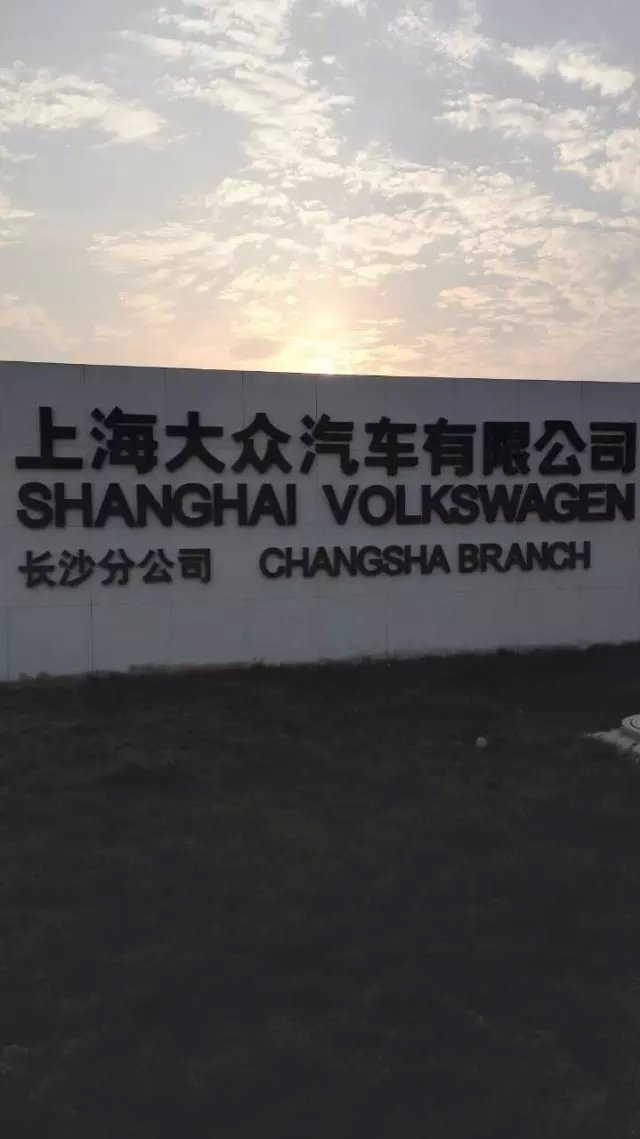 上海大众汽车有限公司
SHANGHAI VOLKSWAGEN
长沙分公司 CHANGSHA BRANCH